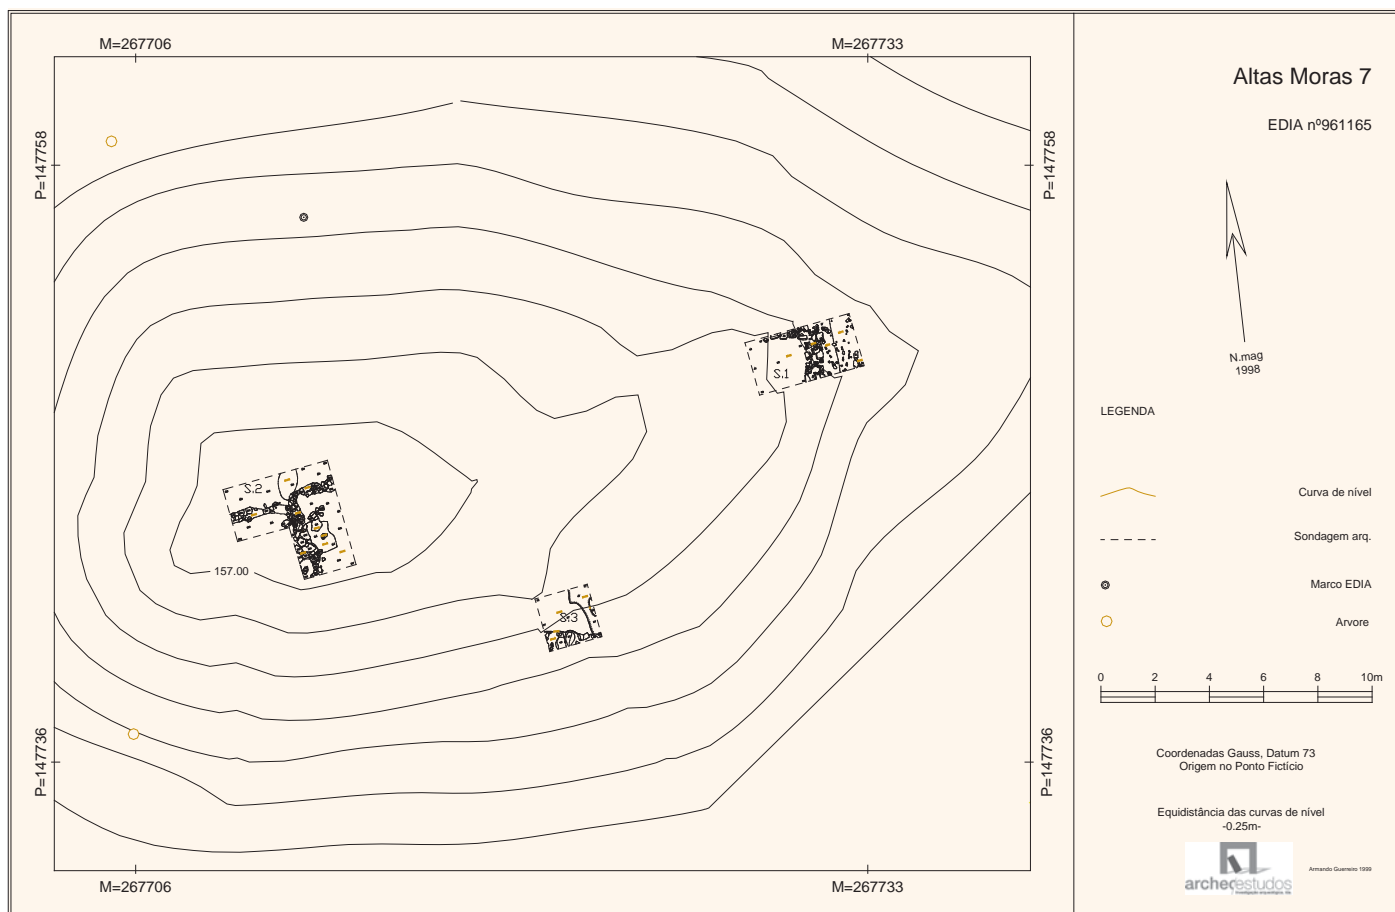 M=267706
M=267733
P=147758
P=147758
S.1
S.2
157.00
S.3
P=147736
P=147736
M=267706
M=267733
Altas Moras 7
EDIA nº961165
N.mag
1998
LEGENDA
Curva de nível
Sondagem arq.
Marco EDIA
Arvore
0 2 4 6 8 10m
Coordenadas Gauss, Datum 73
Origem no Ponto Fictício
Equidistância das curvas de nível
-0.25m-
archeoestudos
Armando Guerreiro 1999